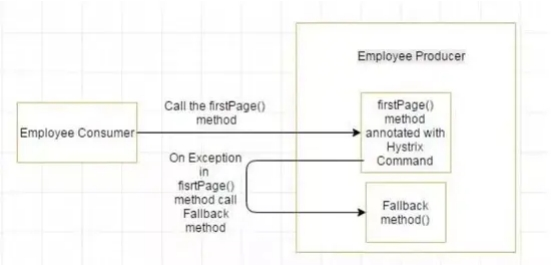 Employee Producer
Call the firstPage()
method
Employee Consumer
firstPage()
method
annotated with
Hystrix
Command
On Exception
in
fisrtPage()
method call
Fallback
method
Fallback
method()